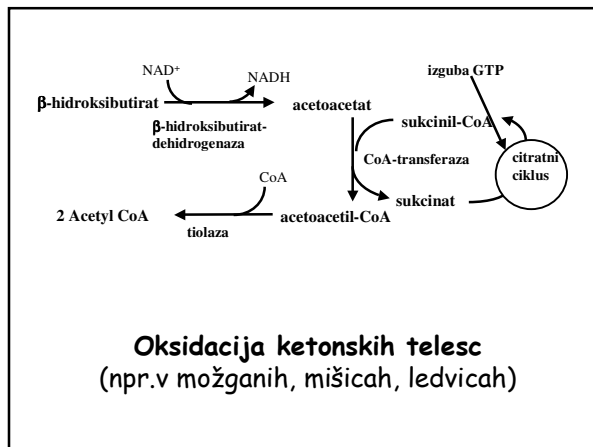 NAD⁺ NADH
izguba GTP
β-hidroksibutirat acetoacetat
β-hidroksibutirat-
dehidrogenaza
sukcinil-CoA
CoA-transferaza
citratni
ciklus
CoA
sukcinat
2 Acetyl CoA acetoacetil-CoA
tiolaza
Oksidacija ketonskih telesc
(npr.v možganih, mišicah, ledvicah)